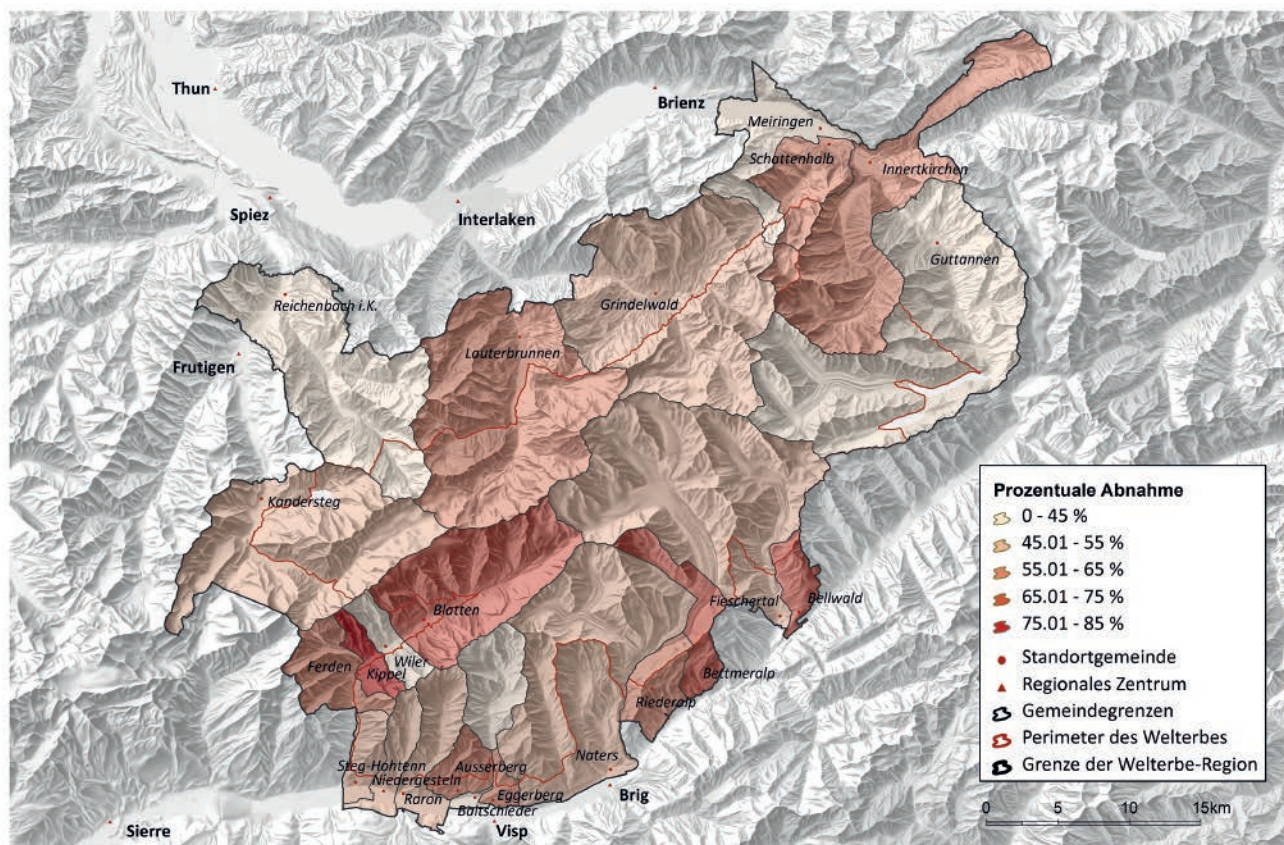 Thun
Brienz
Meiringen
Schattenhalb
Innertkirchen
Spiez
Interlaken
Guttannen
Reichenbach i.K.
Grindelwald
Lauterbrunnen
Frutigen
Kandersteg
Blatten
Fieschertal
Bellwald
Ferden
Wiler
Kippel
Bettmeralp
Riederalp
Steg-Hohtenn
Niedergesteln
Ausserberg
Naters
Raron
Eggerberg
Baltschieder
Brig
Sierre
Visp
Prozentuale Abnahme
0 - 45 %
45.01 - 55 %
55.01 - 65 %
65.01 - 75 %
75.01 - 85 %
Standortgemeinde
Regionales Zentrum
Gemeindegrenzen
Perimeter des Welterbes
Grenze der Welterbe-Region
0 5 10 15km